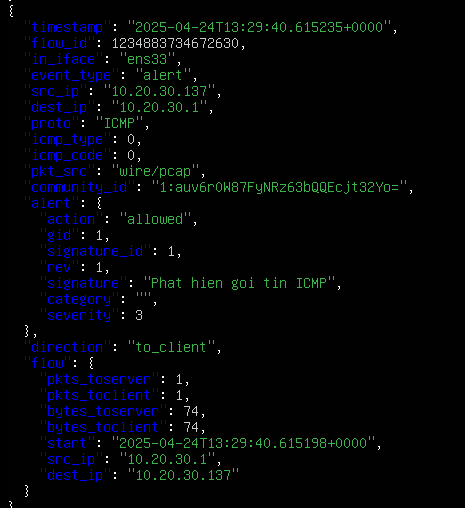 {
"timestamp": "2025-04-24T13:29:40.615235+0000",
"flow_id": 1234883734672630,
"in_iface": "ens33",
"event_type": "alert",
"src_ip": "10.20.30.137",
"dest_ip": "10.20.30.1",
"proto": "ICMP",
"icmp_type": 0,
"icmp_code": 0,
"pkt_src": "wire/pcap",
"community_id": "1:auv6r0W87FyNRz63bQQEcjt32Yo=",
"alert": {
"action": "allowed",
"gid": 1,
"signature_id": 1,
"rev": 1,
"signature": "Phat hien goi tin ICMP",
"category": "",
"severity": 3
},
"direction": "to_client",
"flow": {
"pkts_toserver": 1,
"pkts_toclient": 1,
"bytes_toserver": 74,
"bytes_toclient": 74,
"start": "2025-04-24T13:29:40.615198+0000",
"src_ip": "10.20.30.1",
"dest_ip": "10.20.30.137"
}
}